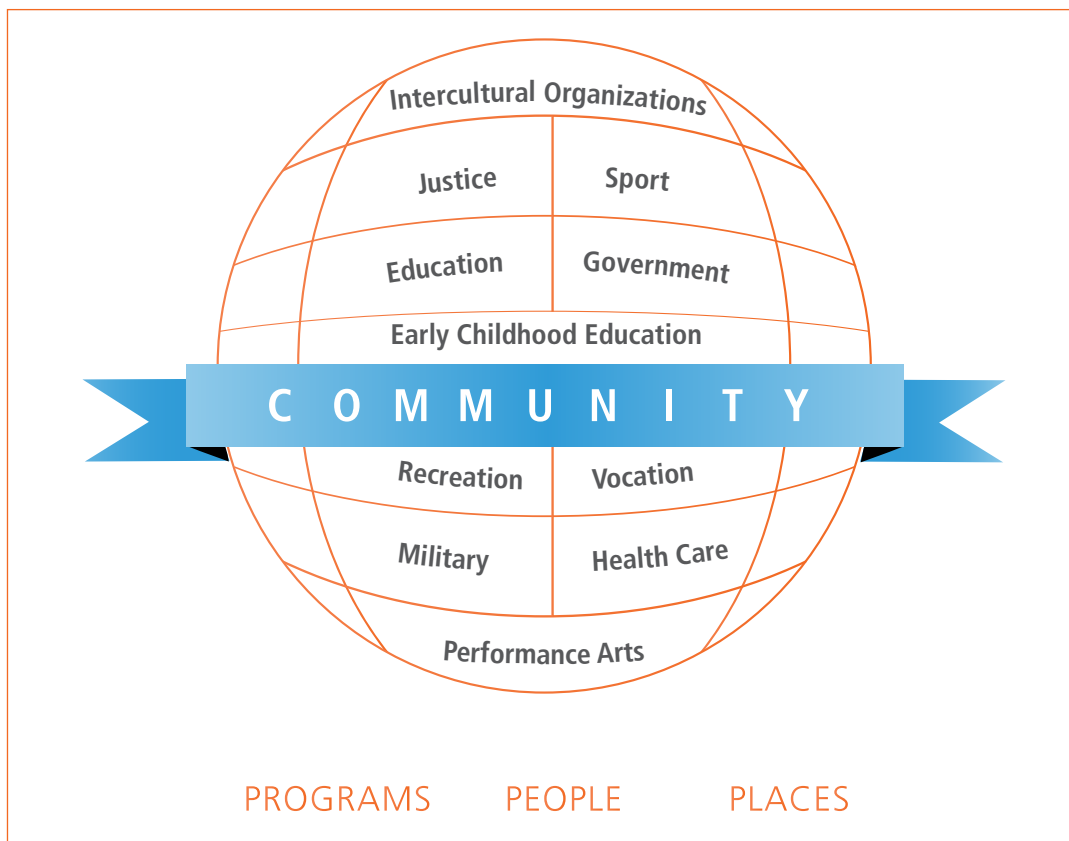 Intercultural Organizations
Justice Sport
Education Government
Early Childhood Education
COMMUNITY
Recreation Vocation
Military Health Care
Performance Arts
PROGRAMS PEOPLE PLACES